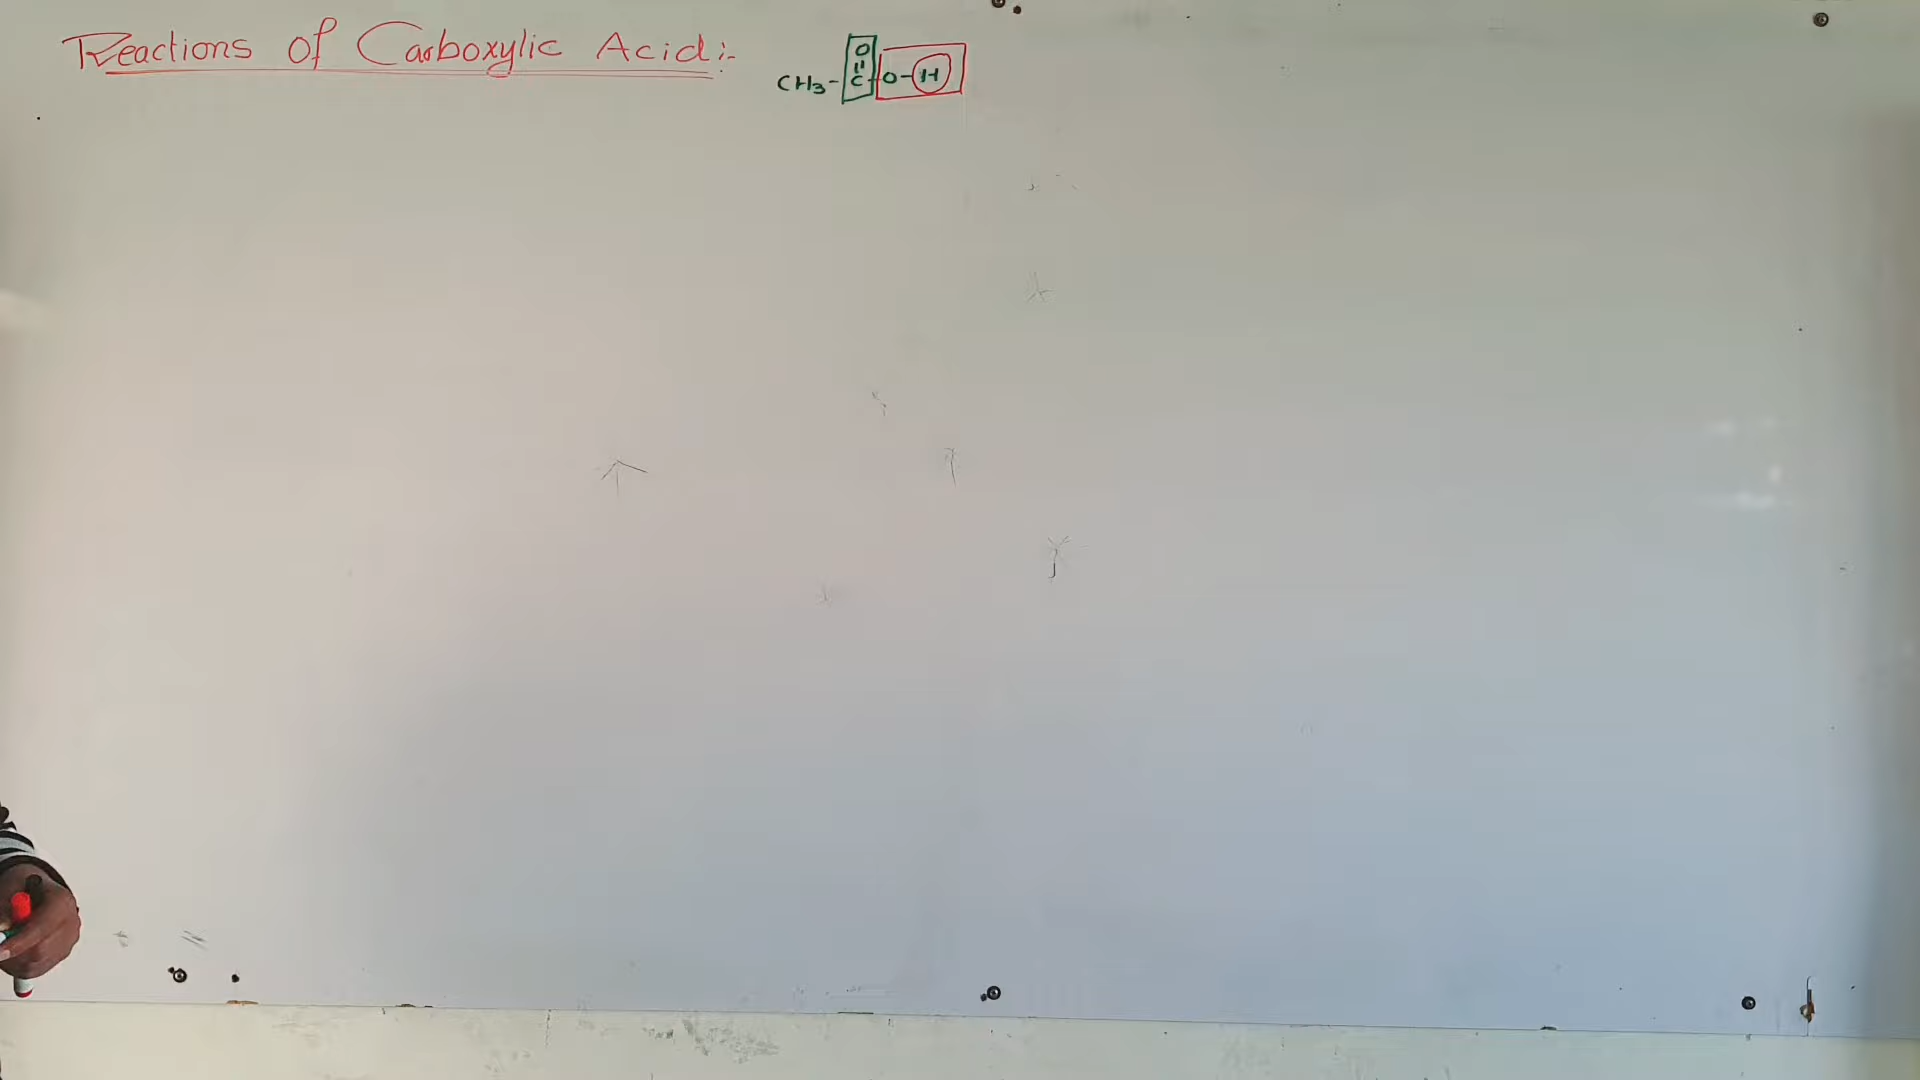 Reactions of Carboxylic Acid:-
O
||
CH3-C-O-H